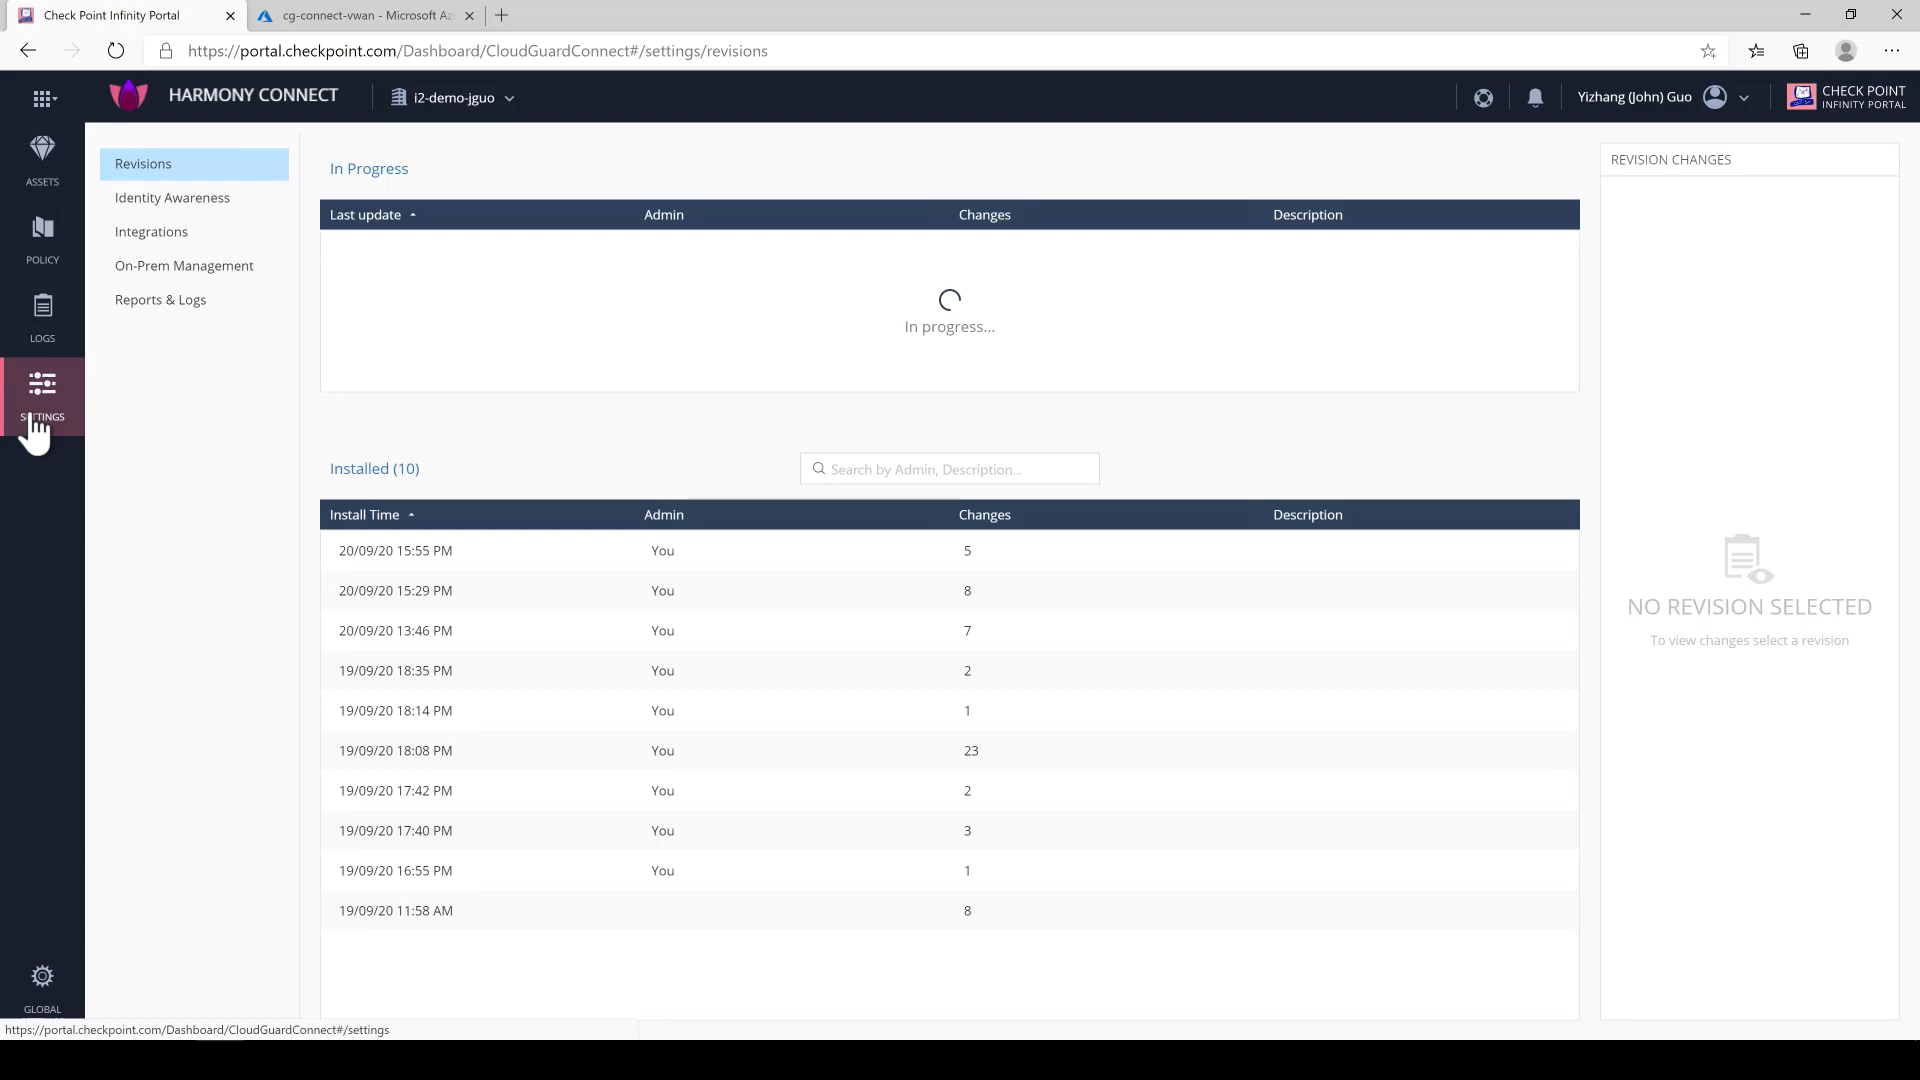 Check Point Infinity Portal
cg-connect-vwan - Microsoft Az
https://portal.checkpoint.com/Dashboard/CloudGuardConnect#/settings/revisions
HARMONY CONNECT
i2-demo-jguo
Yizhang (John) Guo
CHECK POINT
INFINITY PORTAL
ASSETS
POLICY
LOGS
SETTINGS
GLOBAL
Revisions
Identity Awareness
Integrations
On-Prem Management
Reports & Logs
In Progress
Last update Admin Changes Description
In progress...
Installed (10)
Search by Admin, Description...
Install Time Admin Changes Description
20/09/20 15:55 PM You 5
20/09/20 15:29 PM You 8
20/09/20 13:46 PM You 7
19/09/20 18:35 PM You 2
19/09/20 18:14 PM You 1
19/09/20 18:08 PM You 23
19/09/20 17:42 PM You 2
19/09/20 17:40 PM You 3
19/09/20 16:55 PM You 1
19/09/20 11:58 AM 8
REVISION CHANGES
NO REVISION SELECTED
To view changes select a revision
https://portal.checkpoint.com/Dashboard/CloudGuardConnect#/settings